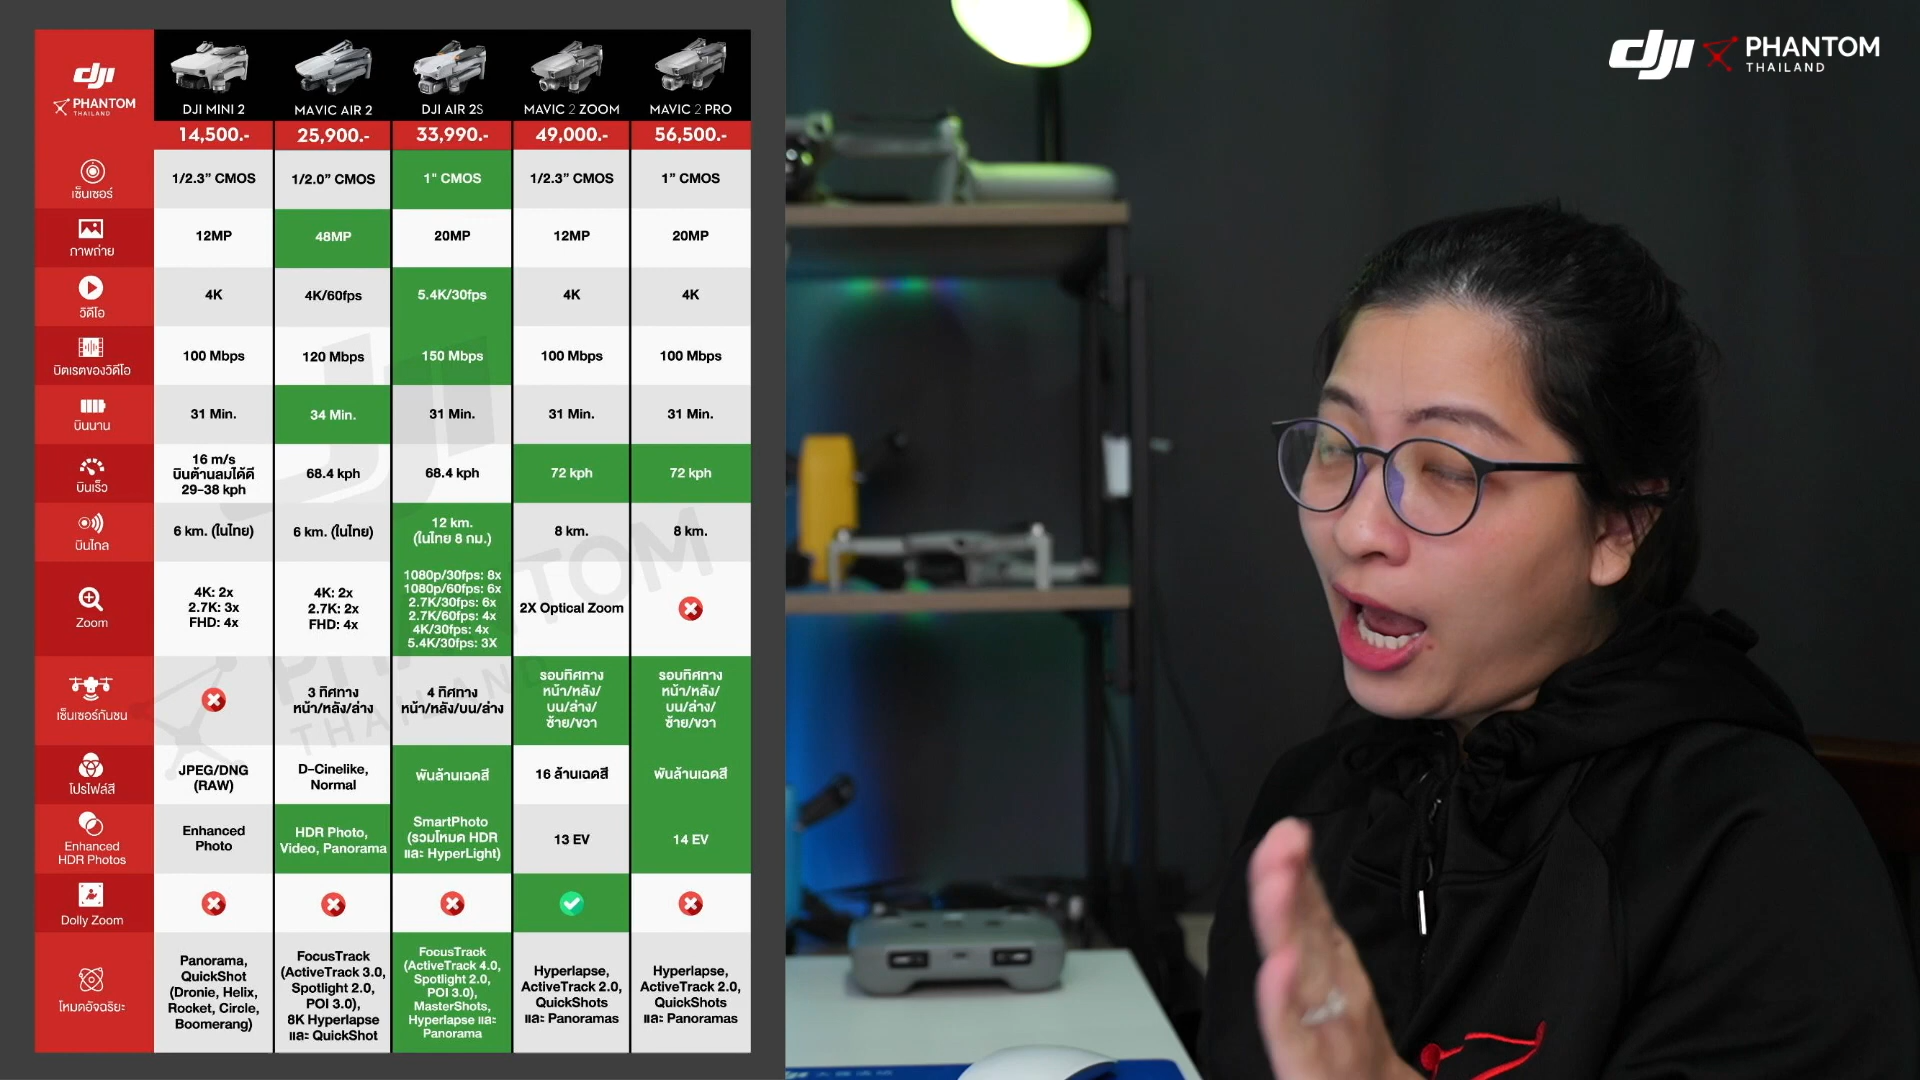 dji
PHANTOM
THAILAND
DJI MINI 2
MAVIC AIR 2
DJI AIR 2S
MAVIC 2 ZOOM
MAVIC 2 PRO
14,500.-
25,900.-
33,990.-
49,000.-
56,500.-
เซ็นเซอร์
1/2.3” CMOS
1/2.0” CMOS
1" CMOS
1/2.3” CMOS
1” CMOS
ภาพถ่าย
12MP
48MP
20MP
12MP
20MP
วิดีโอ
4K
4K/60fps
5.4K/30fps
4K
4K
บิตเรตของวิดีโอ
100 Mbps
120 Mbps
150 Mbps
100 Mbps
100 Mbps
บินนาน
31 Min.
34 Min.
31 Min.
31 Min.
31 Min.
บินเร็ว
16 m/s
บินต้านลมได้ดี
29-38 kph
68.4 kph
68.4 kph
72 kph
72 kph
บินไกล
6 km. (ในไทย)
6 km. (ในไทย)
12 km.
(ในไทย 8 กม.)
8 km.
8 km.
Zoom
4K: 2x
2.7K: 3x
FHD: 4x
4K: 2x
2.7K: 2x
FHD: 4x
1080p/30fps: 8x
1080p/60fps: 6x
2.7K/30fps: 6x
2.7K/60fps: 4x
4K/30fps: 4x
5.4K/30fps: 3X
2X Optical Zoom
เซ็นเซอร์กันชน
3 ทิศทาง
หน้า/หลัง/ล่าง
4 ทิศทาง
หน้า/หลัง/บน/ล่าง
รอบทิศทาง
หน้า/หลัง/
บน/ล่าง/
ซ้าย/ขวา
รอบทิศทาง
หน้า/หลัง/
บน/ล่าง/
ซ้าย/ขวา
โปรไฟล์สี
JPEG/DNG
(RAW)
D-Cinelike,
Normal
พันล้านเฉดสี
16 ล้านเฉดสี
พันล้านเฉดสี
Enhanced
HDR Photos
Enhanced
Photo
HDR Photo,
Video, Panorama
SmartPhoto
(รวมโหมด HDR
และ HyperLight)
13 EV
14 EV
Dolly Zoom
โหมดอัจฉริยะ
Panorama,
QuickShot
(Dronie, Helix,
Rocket, Circle,
Boomerang)
FocusTrack
(ActiveTrack 3.0,
Spotlight 2.0,
POI 3.0),
8K Hyperlapse
และ QuickShot
FocusTrack
(ActiveTrack 4.0,
Spotlight 2.0,
POI 3.0),
MasterShots,
Hyperlapse และ
Panorama
Hyperlapse,
ActiveTrack 2.0,
QuickShots
และ Panoramas
Hyperlapse,
ActiveTrack 2.0,
QuickShots
และ Panoramas
dji PHANTOM
THAILAND